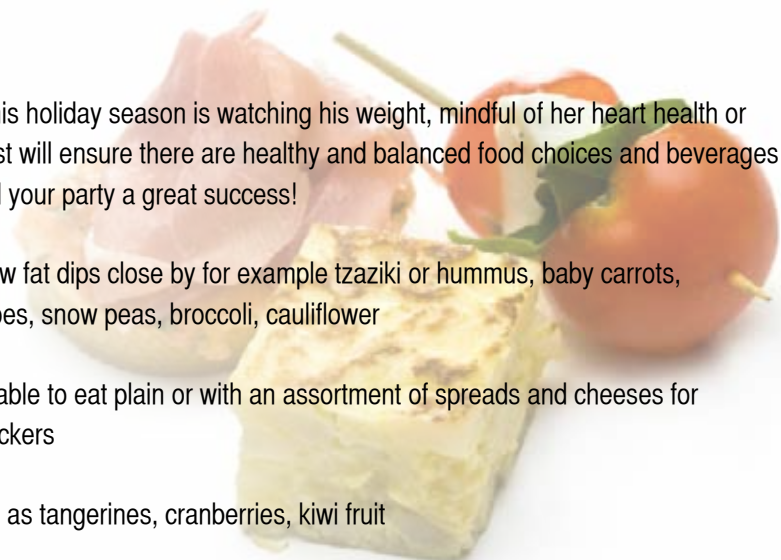 is holiday season is watching his weight, mindful of her heart health or
st will ensure there are healthy and balanced food choices and beverages
your party a great success!
w fat dips close by for example tzaziki or hummus, baby carrots,
oes, snow peas, broccoli, cauliflower
able to eat plain or with an assortment of spreads and cheeses for
ckers
as tangerines, cranberries, kiwi fruit